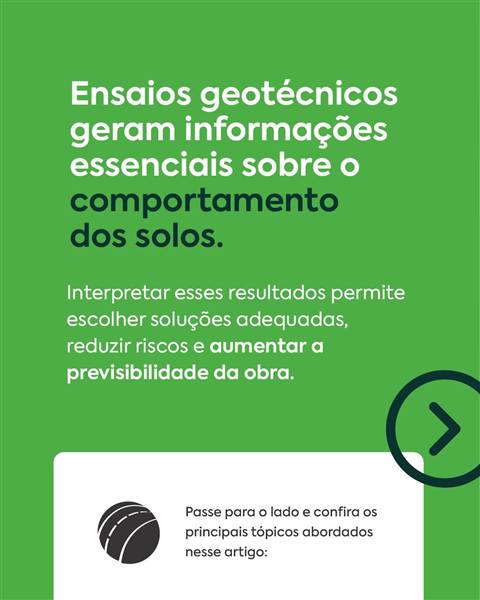 Ensaios geotécnicos
geram informações
essenciais sobre o
comportamento
dos solos.
Interpretar esses resultados permite
escolher soluções adequadas,
reduzir riscos e aumentar a
previsibilidade da obra.
Passe para o lado e confira os
principais tópicos abordados
nesse artigo: